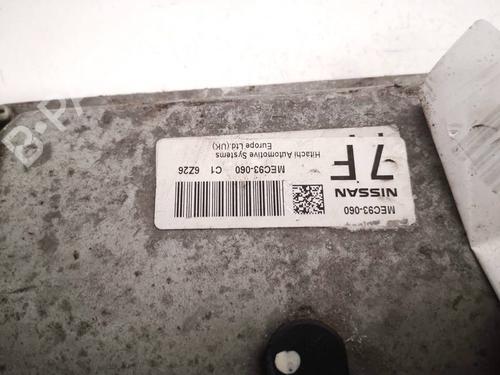 MEC93-060
NISSAN
7F
MEC93-060 C1 6Z26
Hitachi Automotive Systems
Europe Ltd.(UK)